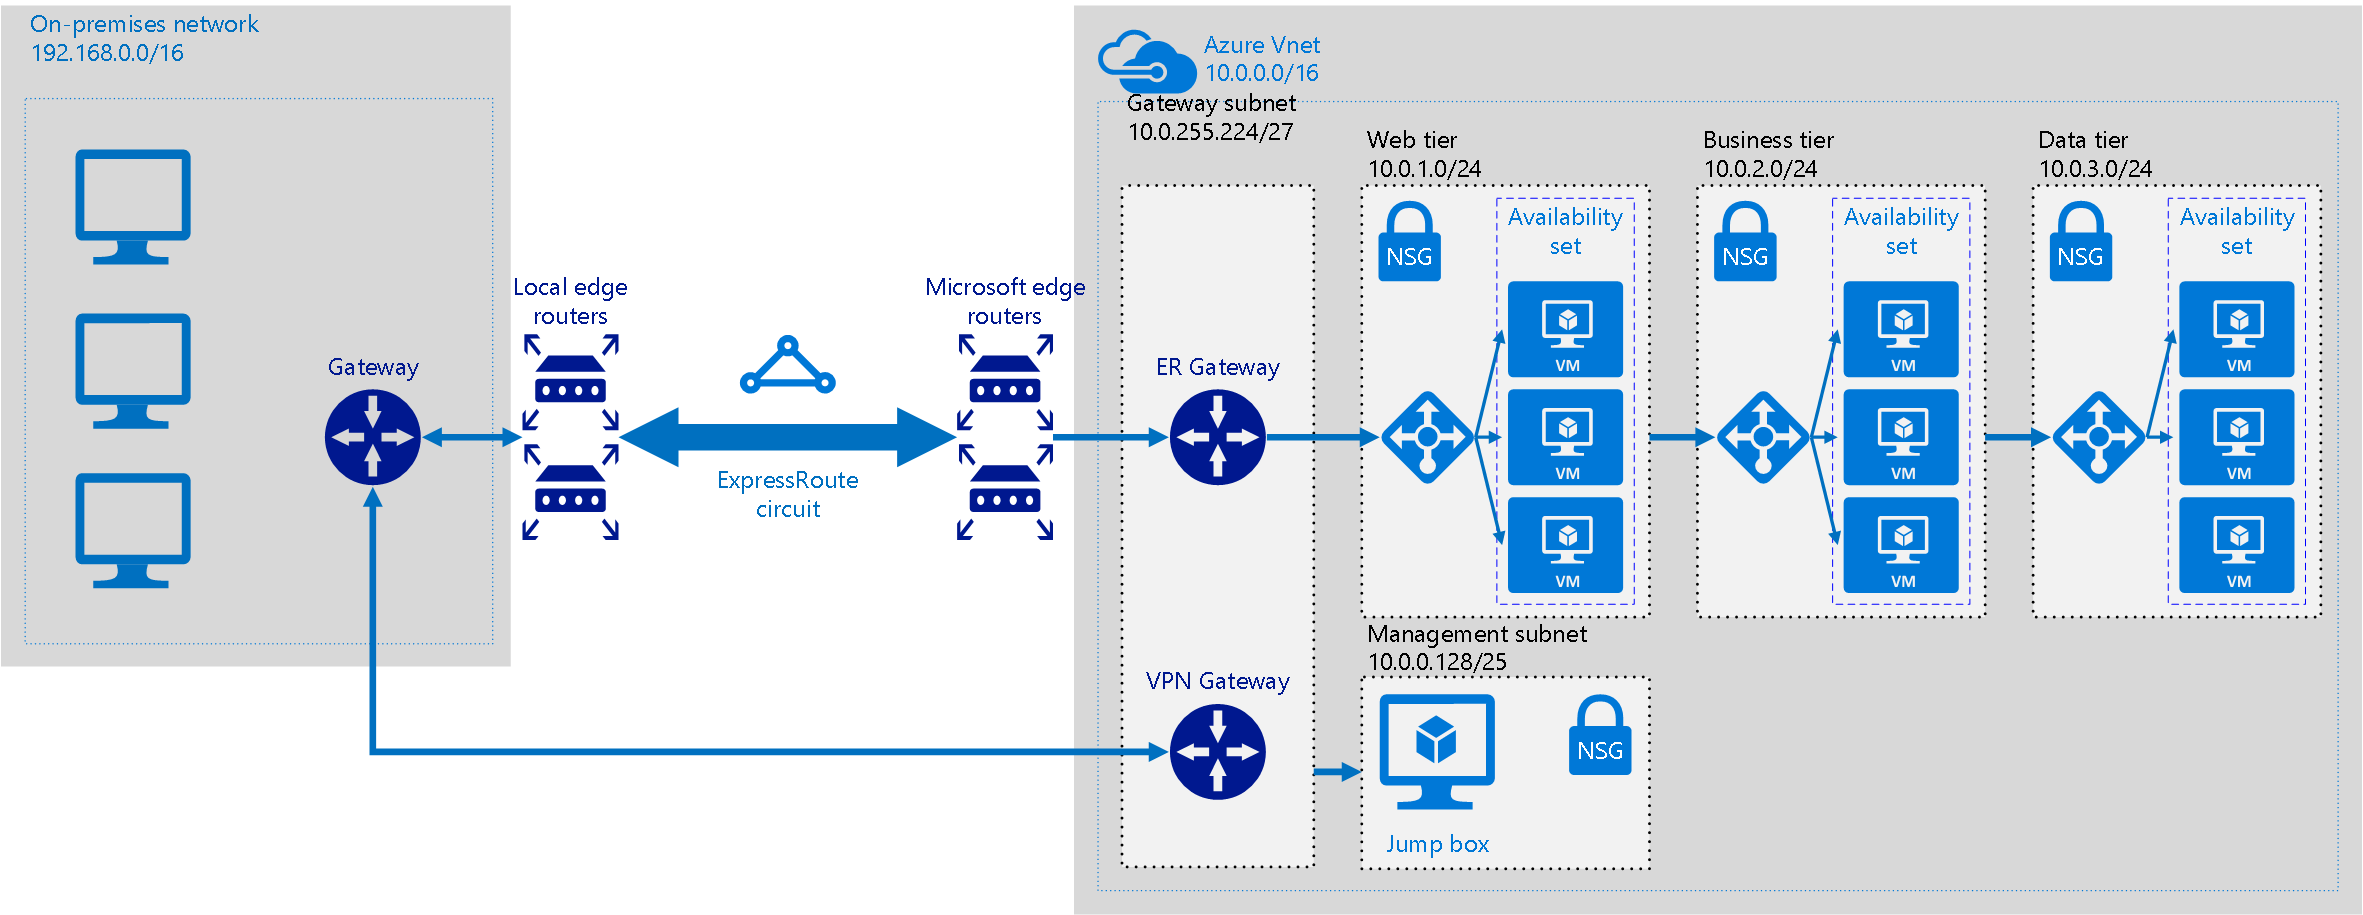 On-premises network
192.168.0.0/16
Azure Vnet
10.0.0.0/16
Gateway subnet
10.0.255.224/27
Web tier
10.0.1.0/24
Business tier
10.0.2.0/24
Data tier
10.0.3.0/24
NSG
Availability
set
NSG
Availability
set
NSG
Availability
set
Local edge
routers
Microsoft edge
routers
Gateway
ER Gateway
VM
VM
VM
VM
VM
VM
VM
VM
VM
ExpressRoute
circuit
Management subnet
10.0.0.128/25
VPN Gateway
NSG
Jump box